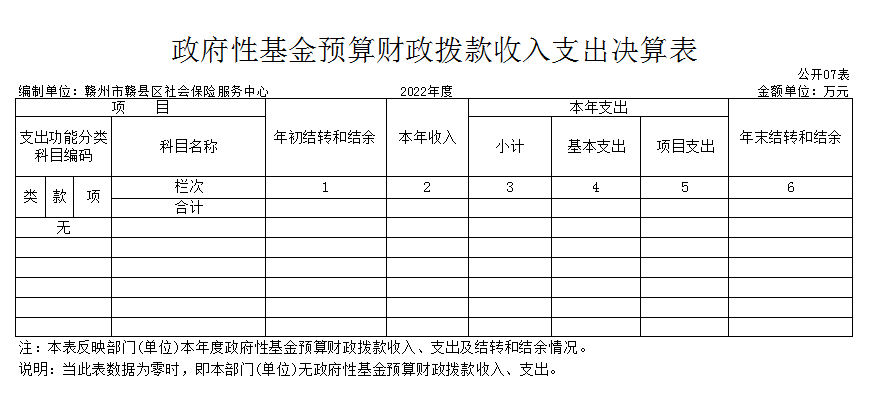 政府性基金预算财政拨款收入支出决算表
公开07表
编制单位：赣州市赣县区社会保险服务中心 2022年度 金额单位：万元
项 目 年初结转和结余 本年收入 本年支出 年末结转和结余
支出功能分类科目编码 科目名称 小计 基本支出 项目支出
类 款 项 栏次 1 2 3 4 5 6
合计
无
注：本表反映部门(单位)本年度政府性基金预算财政拨款收入、支出及结转和结余情况。
说明：当此表数据为零时，即本部门(单位)无政府性基金预算财政拨款收入、支出。